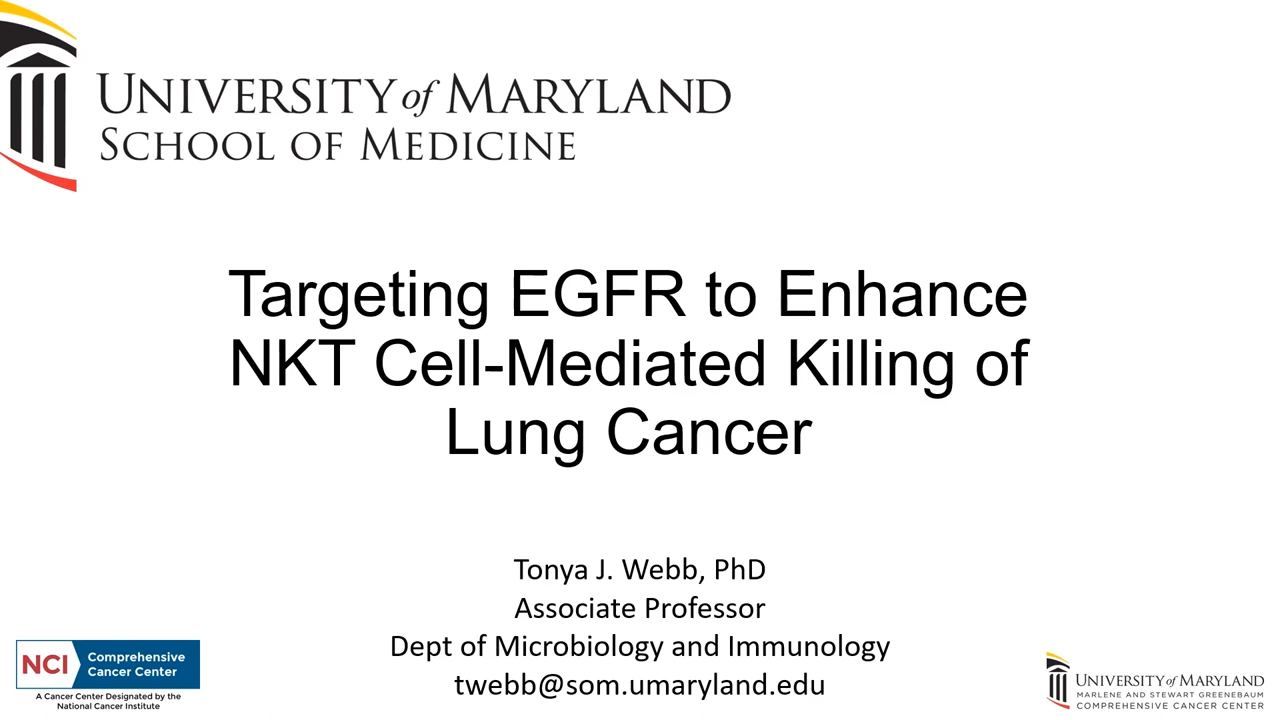 UNIVERSITY of MARYLAND
SCHOOL OF MEDICINE
Targeting EGFR to Enhance
NKT Cell-Mediated Killing of
Lung Cancer
Tonya J. Webb, PhD
Associate Professor
Dept of Microbiology and Immunology
twebb@som.umaryland.edu
NCI Comprehensive
Cancer Center
A Cancer Center Designated by the
National Cancer Institute
UNIVERSITY of MARYLAND
MARLENE AND STEWART GREENEBAUM
COMPREHENSIVE CANCER CENTER